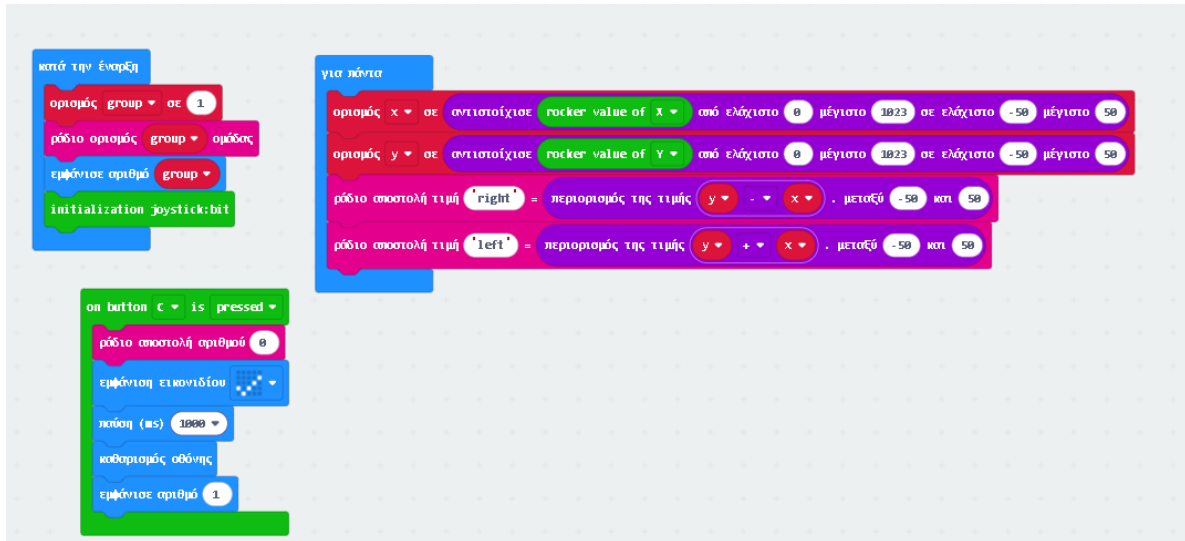 κατά την έναρξη
ορισμός group σε 1
ράδιο ορισμός group ομάδας
εμφάνισε αριθμό group
initialization joystick:bit
για πάντα
ορισμός x σε αντιστοίχισε rocker value of X από ελάχιστο 0 μέγιστο 1023 σε ελάχιστο -50 μέγιστο 50
ορισμός y σε αντιστοίχισε rocker value of Y από ελάχιστο 0 μέγιστο 1023 σε ελάχιστο -50 μέγιστο 50
ράδιο αποστολή τιμή "right" = περιορισμός της τιμής y - x . μεταξύ -50 και 50
ράδιο αποστολή τιμή "left" = περιορισμός της τιμής y + x . μεταξύ -50 και 50
on button C is pressed
ράδιο αποστολή αριθμού 0
εμφάνιση εικονιδίου
παύση (ms) 1000
καθαρισμός οθόνης
εμφάνισε αριθμό 1